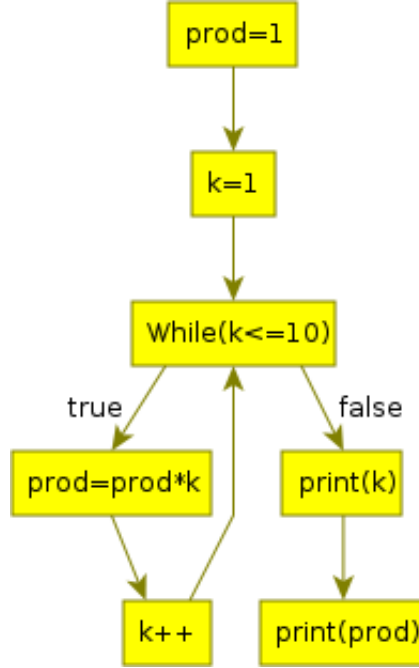 prod=1
k=1
While(k<=10)
true
false
prod=prod*k
print(k)
k++
print(prod)